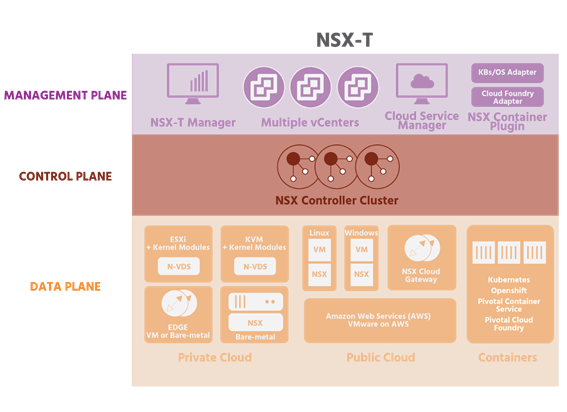 NSX-T
MANAGEMENT PLANE
NSX-T Manager
Multiple vCenters
Cloud Service
Manager
KBs/OS Adapter
Cloud Foundry
Adapter
NSX Container
Plugin
CONTROL PLANE
NSX Controller Cluster
DATA PLANE
ESXi
+ Kernel Modules
N-VDS
KVM
+ Kernel Modules
N-VDS
EDGE
VM or Bare-metal
NSX
Bare-metal
Private Cloud
Linux
VM
NSX
Windows
VM
NSX
NSX Cloud
Gateway
Amazon Web Services (AWS)
VMware on AWS
Public Cloud
Kubernetes
Openshift
Pivotal Container
Service
Pivotal Cloud
Foundry
Containers